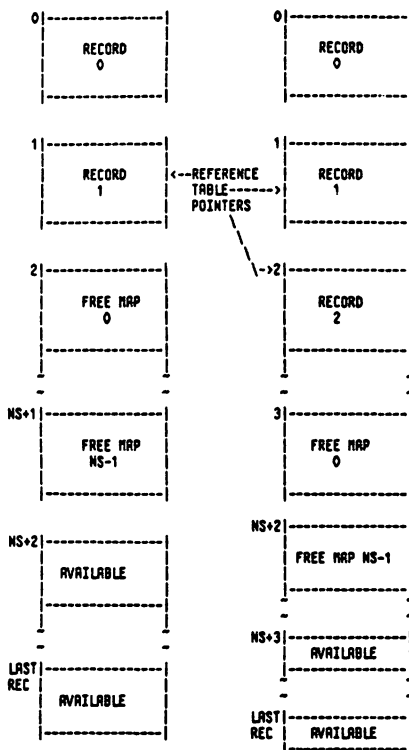 0
RECORD
0
1
RECORD
1
2
FREE MAP
0
NS+1
FREE MAP
NS-1
NS+2
AVAILABLE
LAST
REC
AVAILABLE
<--REFERENCE
TABLE----->
POINTERS
-->
0
RECORD
0
1
RECORD
1
2
RECORD
2
3
FREE MAP
0
NS+2
FREE MAP NS-1
NS+3
AVAILABLE
LAST
REC
AVAILABLE